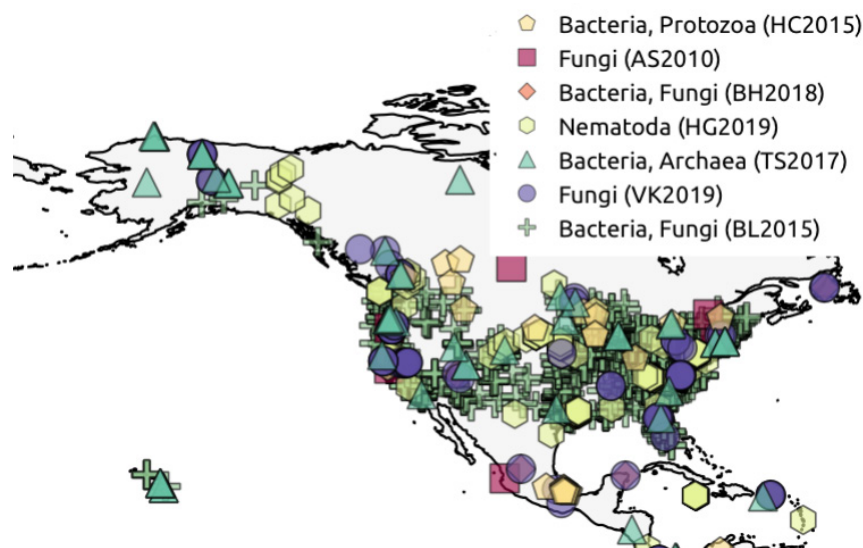 Bacteria, Protozoa (HC2015)
Fungi (AS2010)
Bacteria, Fungi (BH2018)
Nematoda (HG2019)
Bacteria, Archaea (TS2017)
Fungi (VK2019)
Bacteria, Fungi (BL2015)